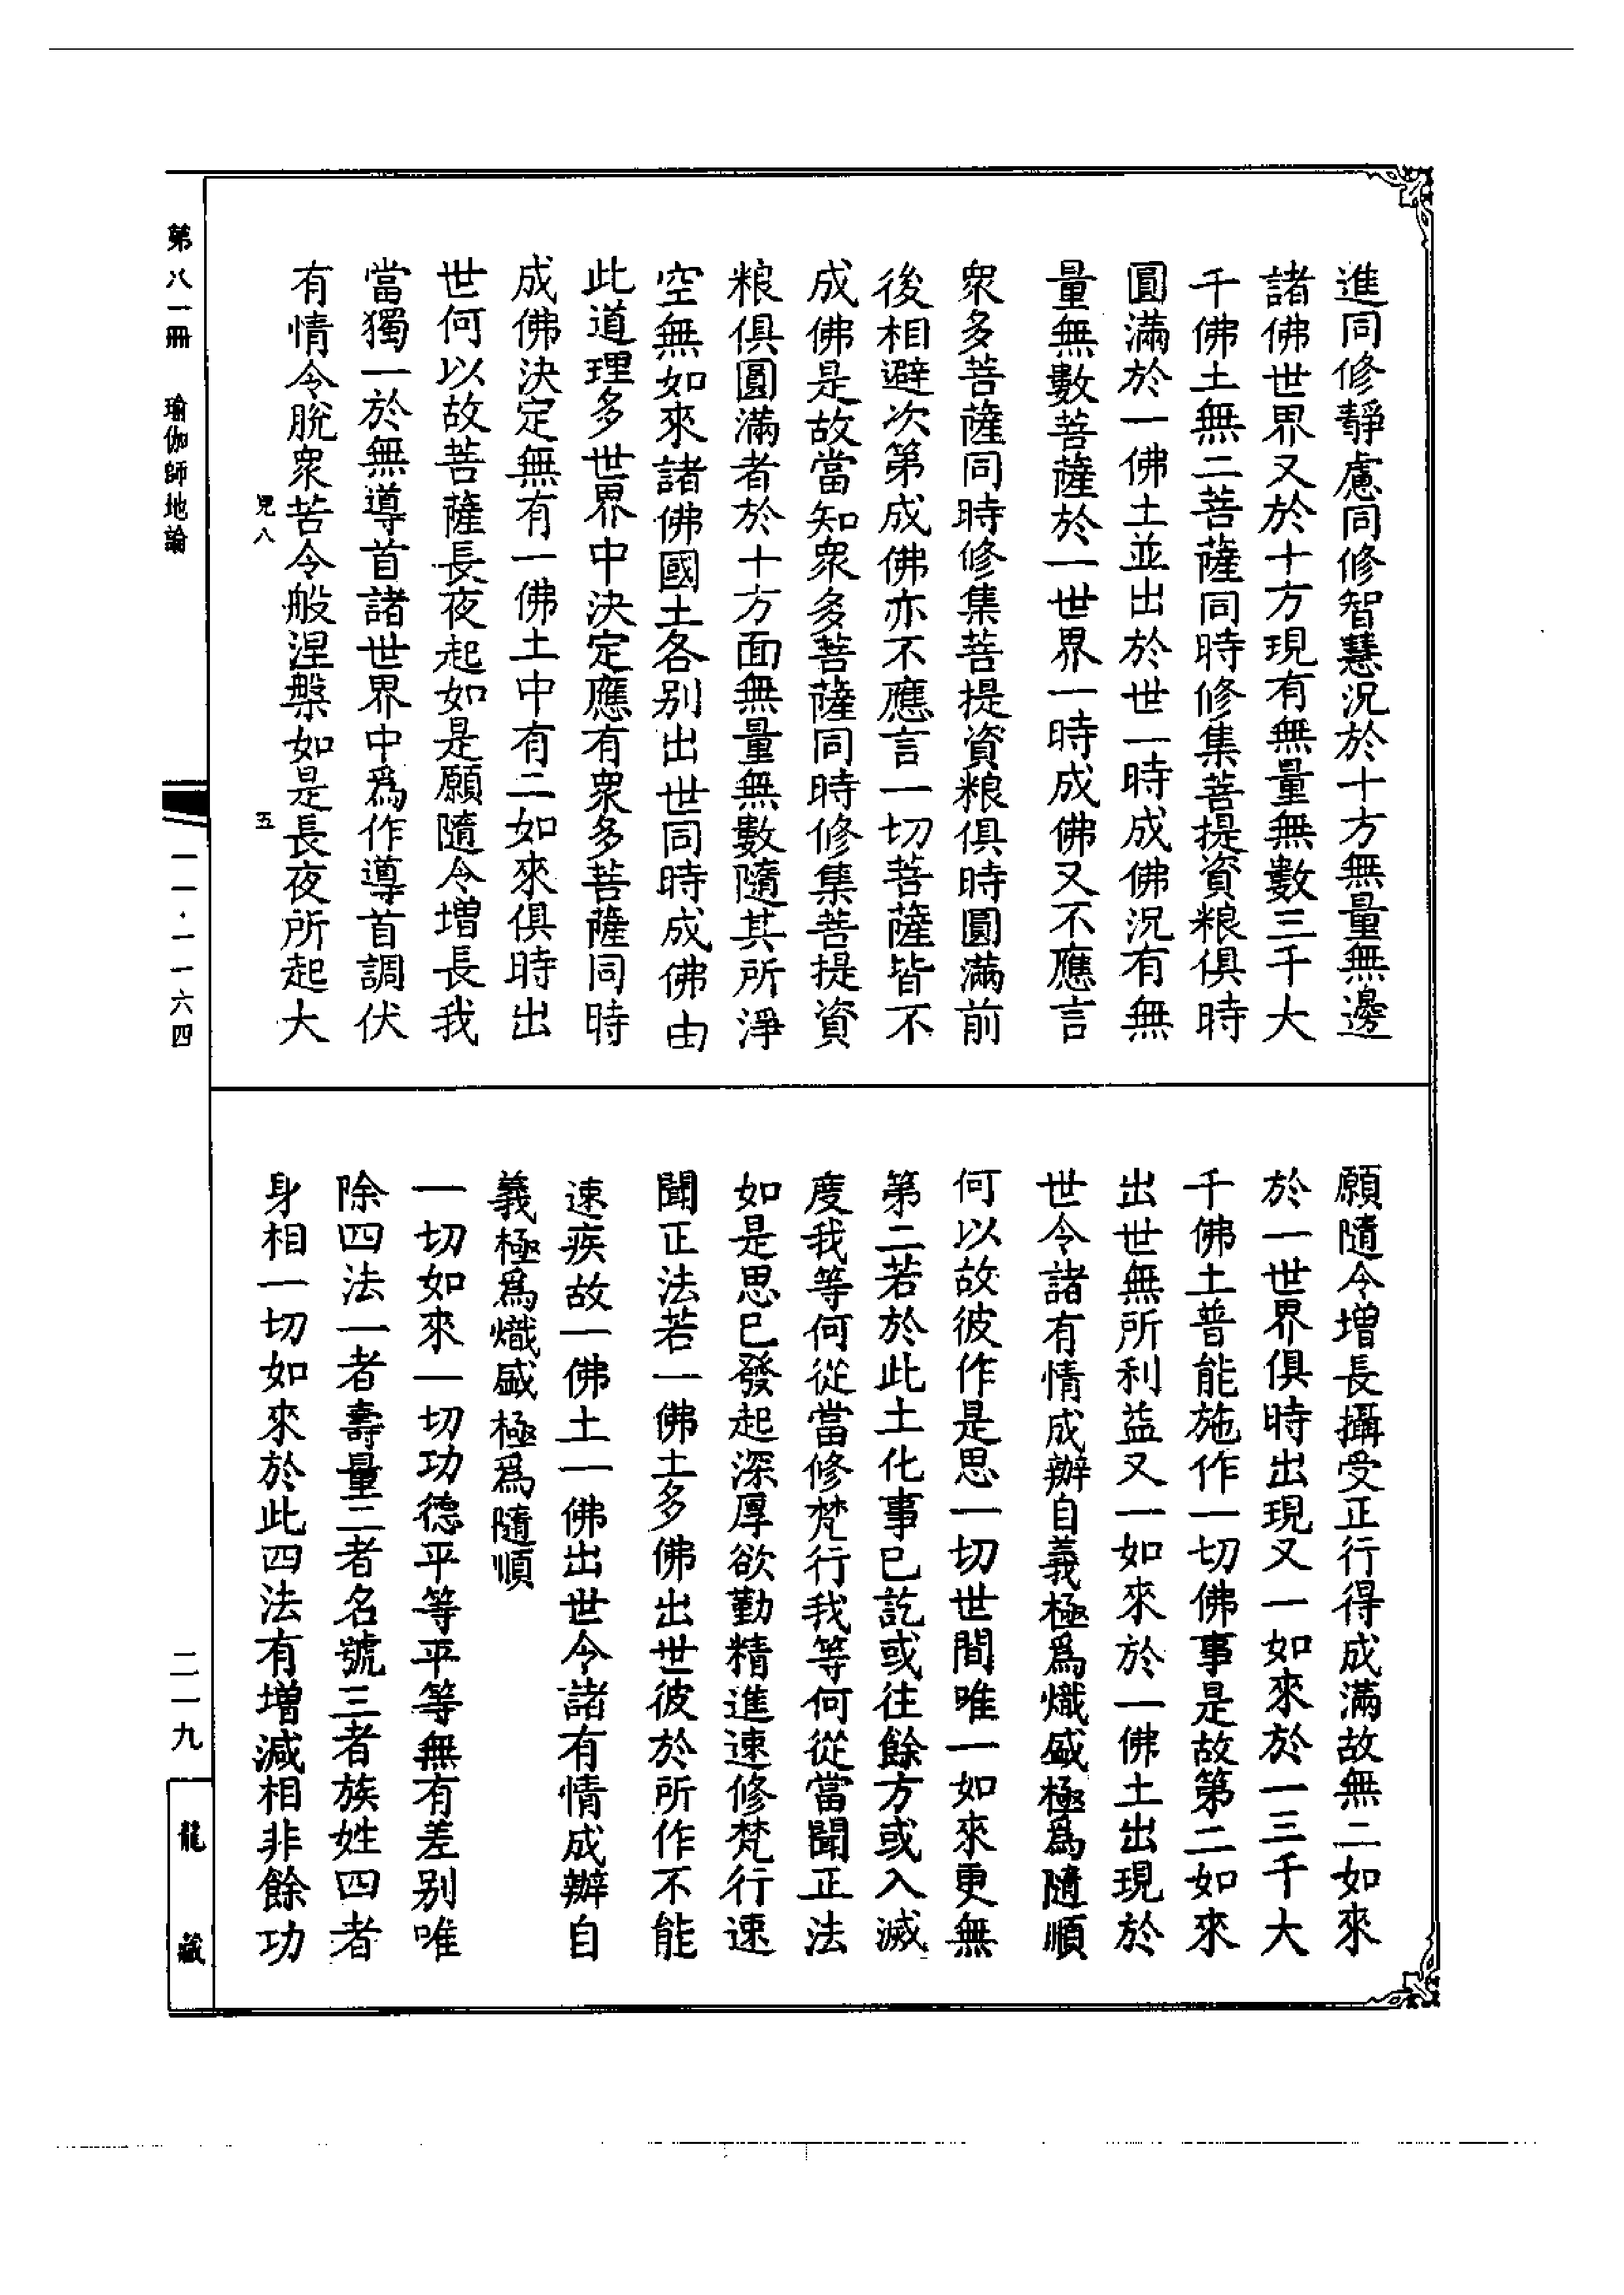 進同修靜慮同修智慧況於十方無量無邊
諸佛世界又於十方現有無量無數三千大
千佛土無二菩薩同時修集菩提資粮俱時
圓滿於一佛土並出於世一時成佛況有無
量無數菩薩於一世界一時成佛又不應言
衆多菩薩同時修集菩提資粮俱時圓滿前
後相避次第成佛亦不應言一切菩薩皆不
成佛是故當知衆多菩薩同時修集菩提資
粮俱圓滿者於十方面無量無數隨其所淨
空無如來諸佛國土各別出世同時成佛由
此道理多世界中決定應有衆多菩薩同時
成佛決定無有一佛土中有二如來俱時出
世何以故菩薩長夜起如是願隨令增長我
當獨一於無導首諸世界中爲作導首調伏
有情令脫衆苦令般涅槃如是長夜所起大
願隨令增長攝受正行得成滿故無二如來
於一世界俱時出現又一如來於一三千大
千佛土普能施作一切佛事是故第二如來
出世無所利益又一如來於一佛土出現於
世令諸有情成辦自義極爲熾盛極爲隨順
何以故彼作是思一切世間唯一如來更無
第二若於此土化事已訖或往餘方或入滅
度我等何從當修梵行我等何從當聞正法
如是思已發起深厚欲勤精進速修梵行速
聞正法若一佛土多佛出世彼於所作不能
速疾故一佛土一佛出世令諸有情成辦自
義極爲熾盛極爲隨順
一切如來一切功德平等平等無有差別唯
除四法一者壽量二者名號三者族姓四者
身相一切如來於此四法有增減相非餘功
第八一冊 瑜伽師地論
一一·一一六四
二一九
龍藏
兒八
五